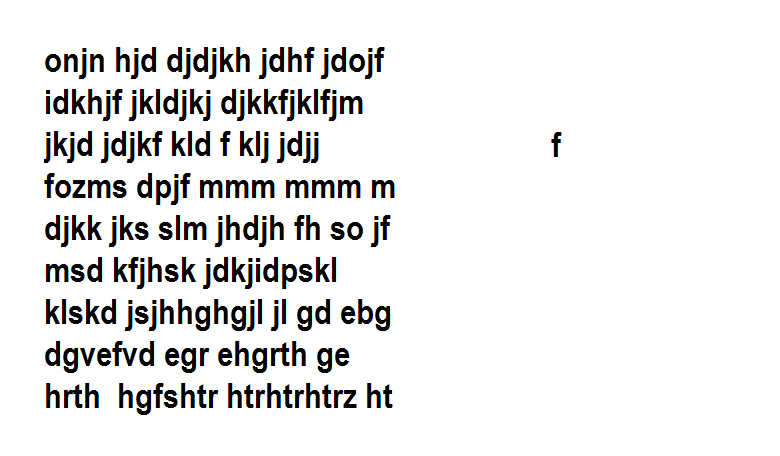 onjn hjd djdjkh jdhf jdojf
idkhjf jkldjkj djkkfjklfjm
jkjd jdjkf kld f klj jdjj f
fozms dpjf mmm mmm m
djkk jks slm jhdjh fh so jf
msd kfjhsk jdkjidpskl
klskd jsjhhghgjl jl gd ebg
dgvefvd egr ehgrth ge
hrth  hgfshtr htrhtrhtrz ht